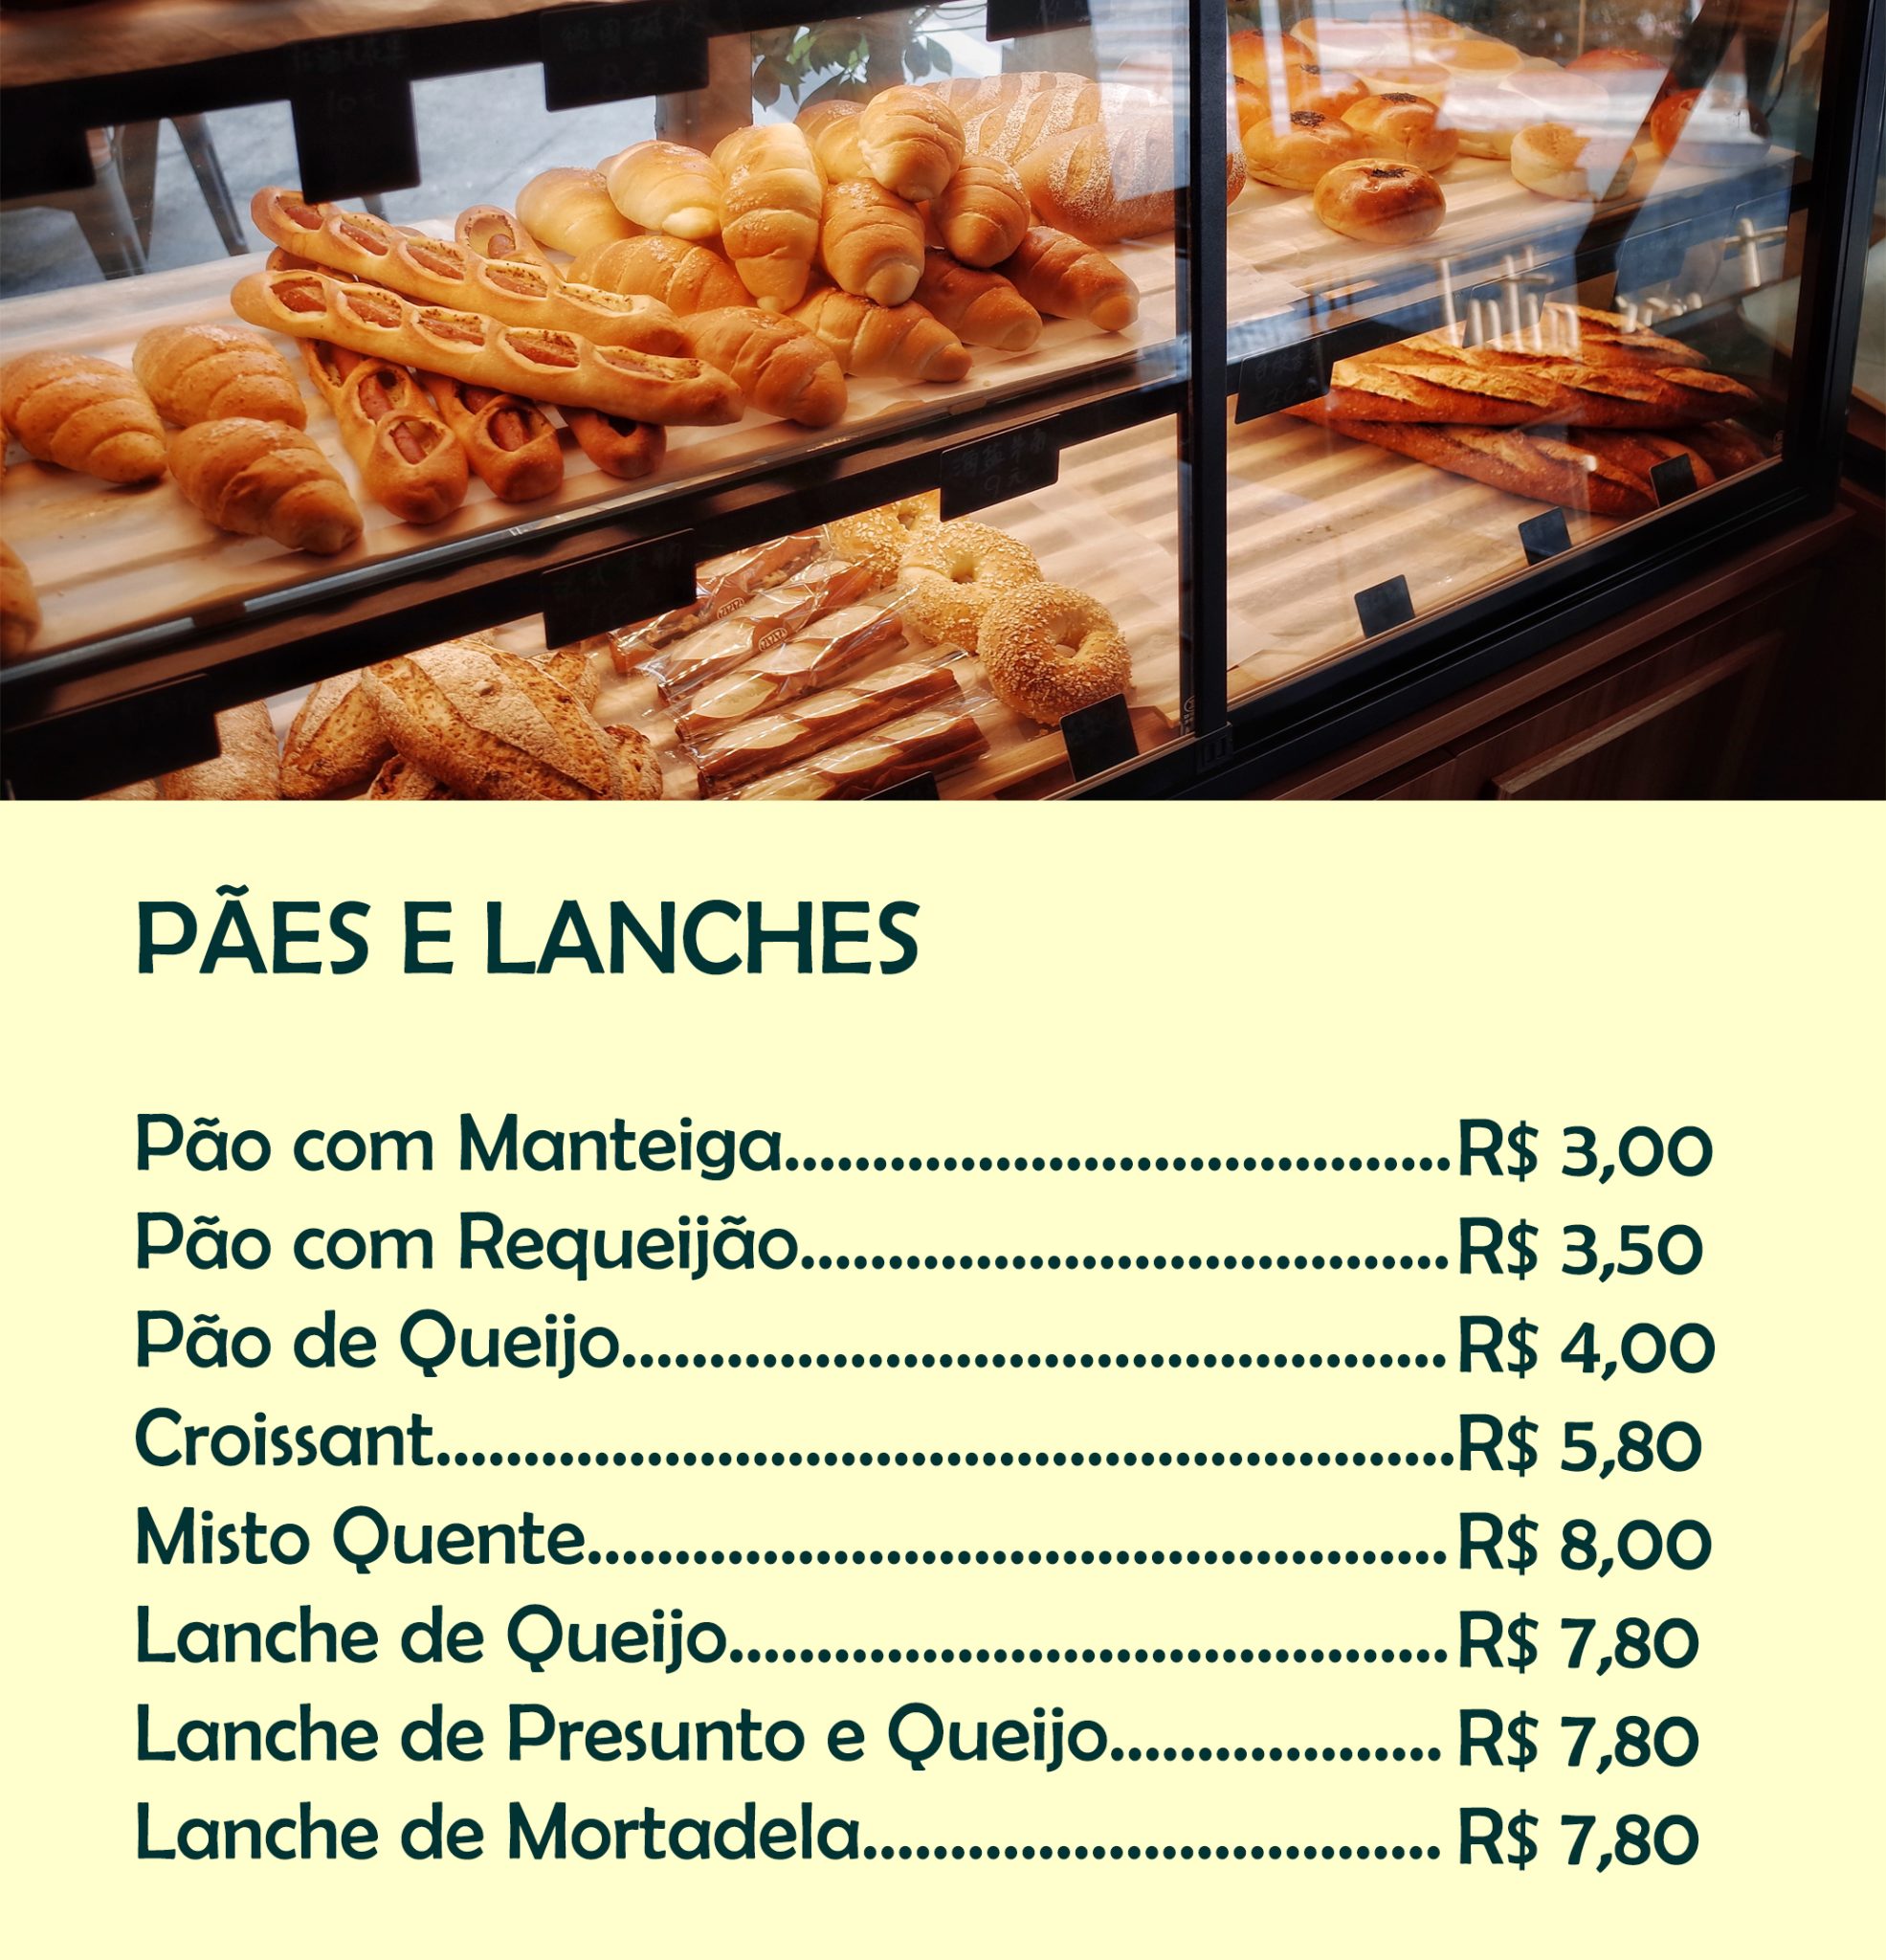 PÃES E LANCHES
Pão com Manteiga......................................R$ 3,00
Pão com Requeijão.....................................R$ 3,50
Pão de Queijo...............................................R$ 4,00
Croissant..........................................................R$ 5,80
Misto Quente.................................................R$ 8,00
Lanche de Queijo.........................................R$ 7,80
Lanche de Presunto e Queijo................... R$ 7,80
Lanche de Mortadela................................. R$ 7,80